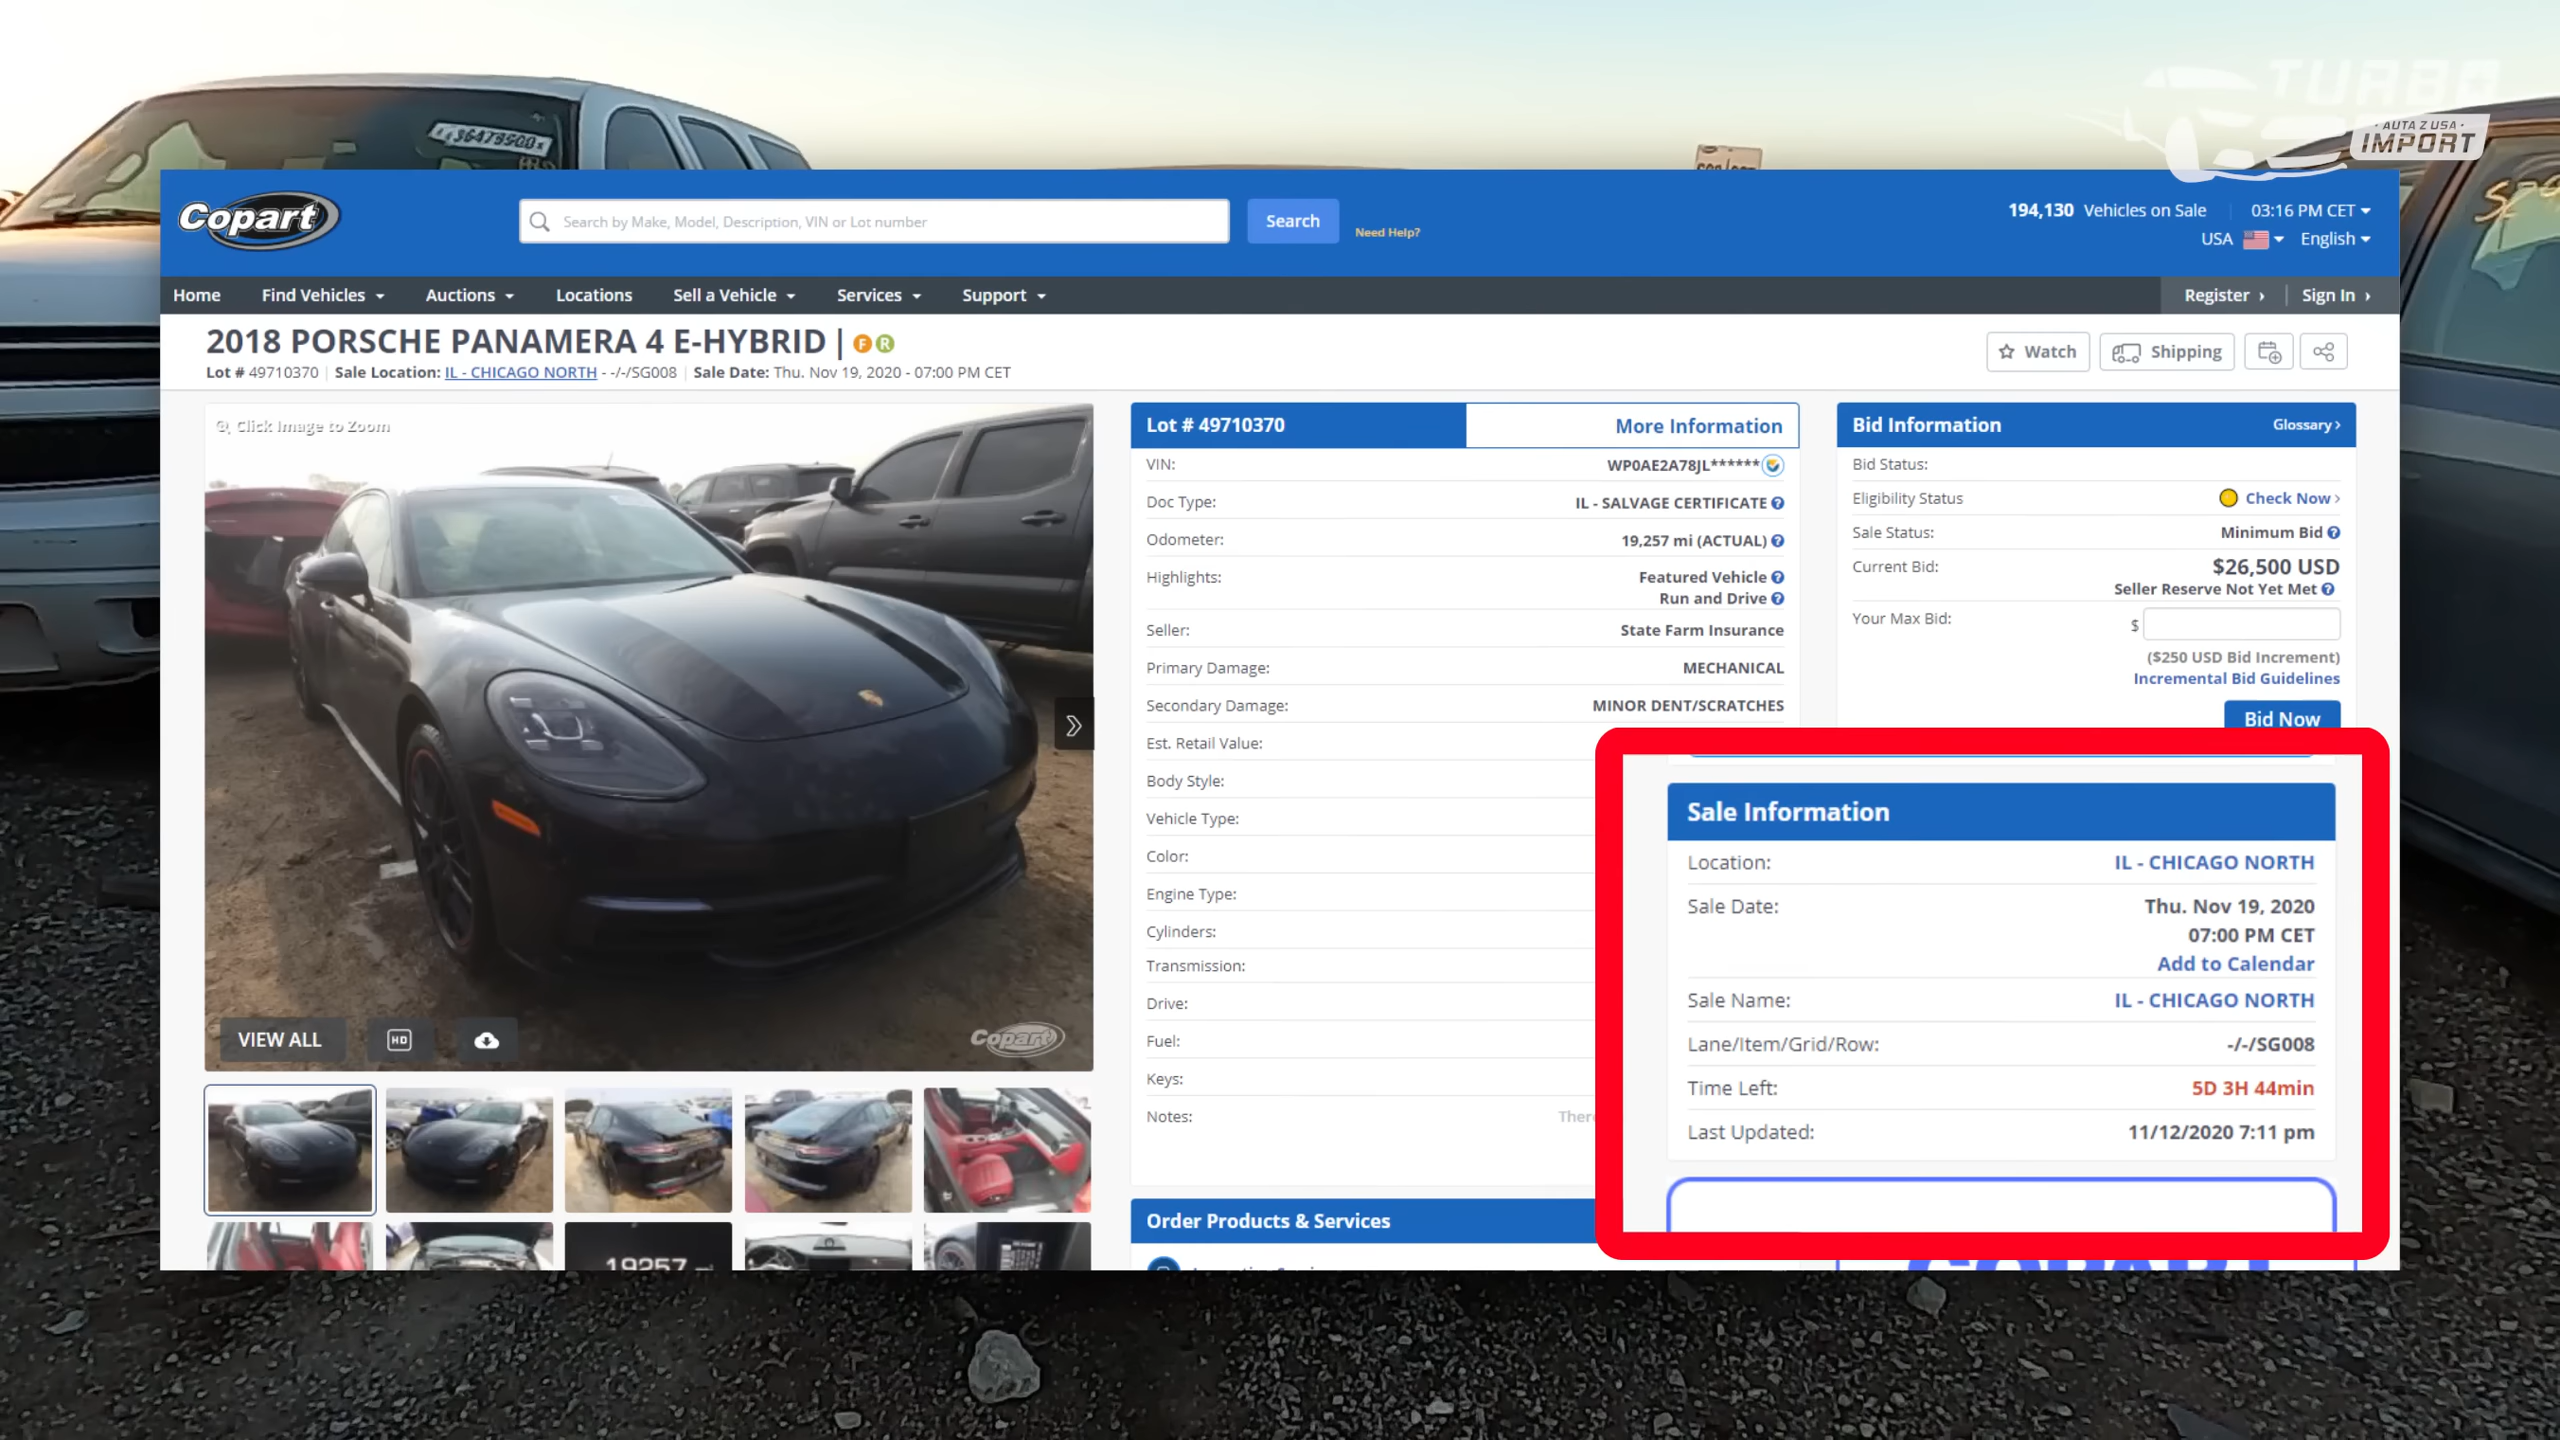 TURBO
· AUTA Z USA ·
IMPORT
Copart
Search by Make, Model, Description, VIN or Lot number
Search
Need Help?
194,130 Vehicles on Sale
03:16 PM CET
USA
English
Home
Find Vehicles
Auctions
Locations
Sell a Vehicle
Services
Support
Register
Sign In
2018 PORSCHE PANAMERA 4 E-HYBRID | F R
Lot # 49710370 | Sale Location: IL - CHICAGO NORTH - -/-/SG008 | Sale Date: Thu. Nov 19, 2020 - 07:00 PM CET
Watch
Shipping
Click Image to Zoom
VIEW ALL
HD
Copart
19257
Lot # 49710370
More Information
VIN: WP0AE2A78JL******
Doc Type: IL - SALVAGE CERTIFICATE
Odometer: 19,257 mi (ACTUAL)
Highlights: Featured Vehicle
Run and Drive
Seller: State Farm Insurance
Primary Damage: MECHANICAL
Secondary Damage: MINOR DENT/SCRATCHES
Est. Retail Value:
Body Style:
Vehicle Type:
Color:
Engine Type:
Cylinders:
Transmission:
Drive:
Fuel:
Keys:
Notes:
Order Products & Services
Bid Information
Glossary
Bid Status:
Eligibility Status Check Now
Sale Status: Minimum Bid
Current Bid: $26,500 USD
Seller Reserve Not Yet Met
Your Max Bid: $
($250 USD Bid Increment)
Incremental Bid Guidelines
Bid Now
Sale Information
Location: IL - CHICAGO NORTH
Sale Date: Thu. Nov 19, 2020
07:00 PM CET
Add to Calendar
Sale Name: IL - CHICAGO NORTH
Lane/Item/Grid/Row: -/-/SG008
Time Left: 5D 3H 44min
Last Updated: 11/12/2020 7:11 pm